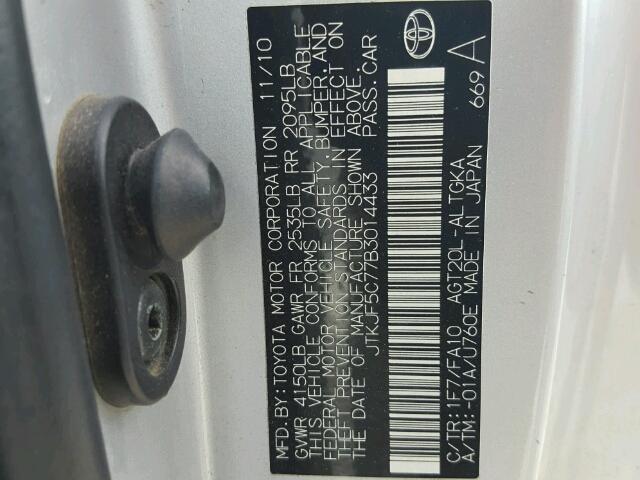 MFD. BY: TOYOTA MOTOR CORPORATION 11/10
GVWR 4150LB GAWR FR 2535LB RR 2095LB
THIS VEHICLE CONFORMS TO ALL APPLICABLE
FEDERAL MOTOR VEHICLE SAFETY, BUMPER, AND
THEFT PREVENTION STANDARDS IN EFFECT ON
THE DATE OF MANUFACTURE SHOWN ABOVE.
JTKJF5C77B3014433 PASS. CAR
C/TR: 1F7/FA10 AGT20L-ALTGKA
A/TM: -01A/U760E MADE IN JAPAN
669 A